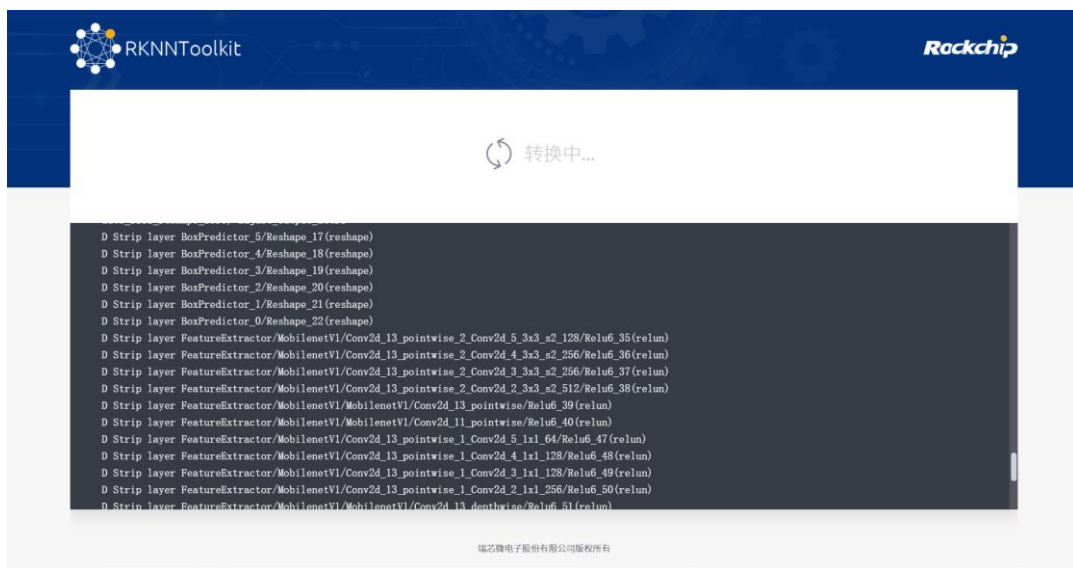 RKNNToolkit
Rockchip
转换中...
D Strip layer BoxPredictor_5/Reshape_17(reshape)
D Strip layer BoxPredictor_4/Reshape_18(reshape)
D Strip layer BoxPredictor_3/Reshape_19(reshape)
D Strip layer BoxPredictor_2/Reshape_20(reshape)
D Strip layer BoxPredictor_1/Reshape_21(reshape)
D Strip layer BoxPredictor_0/Reshape_22(reshape)
D Strip layer FeatureExtractor/MobilenetV1/Conv2d_13_pointwise_2_Conv2d_5_3x3_s2_128/Relu6_35(relun)
D Strip layer FeatureExtractor/MobilenetV1/Conv2d_13_pointwise_2_Conv2d_4_3x3_s2_256/Relu6_36(relun)
D Strip layer FeatureExtractor/MobilenetV1/Conv2d_13_pointwise_2_Conv2d_3_3x3_s2_256/Relu6_37(relun)
D Strip layer FeatureExtractor/MobilenetV1/Conv2d_13_pointwise_2_Conv2d_2_3x3_s2_512/Relu6_38(relun)
D Strip layer FeatureExtractor/MobilenetV1/MobilenetV1/Conv2d_13_pointwise/Relu6_39(relun)
D Strip layer FeatureExtractor/MobilenetV1/MobilenetV1/Conv2d_11_pointwise/Relu6_40(relun)
D Strip layer FeatureExtractor/MobilenetV1/Conv2d_13_pointwise_1_Conv2d_5_1x1_64/Relu6_47(relun)
D Strip layer FeatureExtractor/MobilenetV1/Conv2d_13_pointwise_1_Conv2d_4_1x1_128/Relu6_48(relun)
D Strip layer FeatureExtractor/MobilenetV1/Conv2d_13_pointwise_1_Conv2d_3_1x1_128/Relu6_49(relun)
D Strip layer FeatureExtractor/MobilenetV1/Conv2d_13_pointwise_1_Conv2d_2_1x1_256/Relu6_50(relun)
D Strip layer FeatureExtractor/MobilenetV1/MobilenetV1/Conv2d_13_depthwise/Relu6_51(relun)
瑞芯微电子股份有限公司版权所有